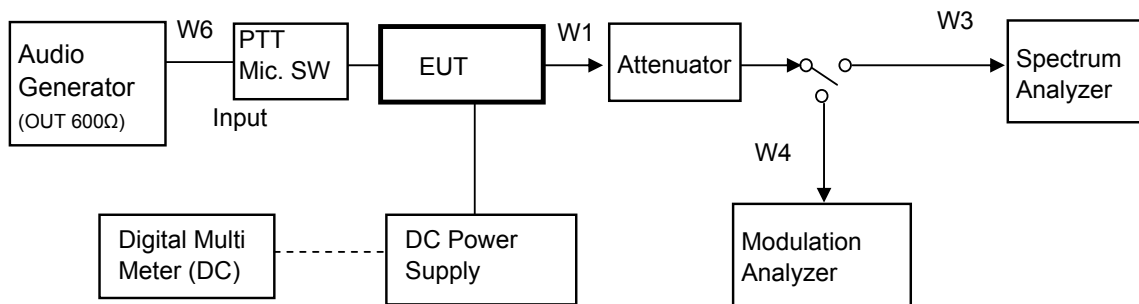 W6
W1
W3
Audio
Generator
(OUT 600Ω)
PTT
Mic. SW
Input
EUT
Attenuator
Spectrum
Analyzer
W4
Digital Multi
Meter (DC)
DC Power
Supply
Modulation
Analyzer